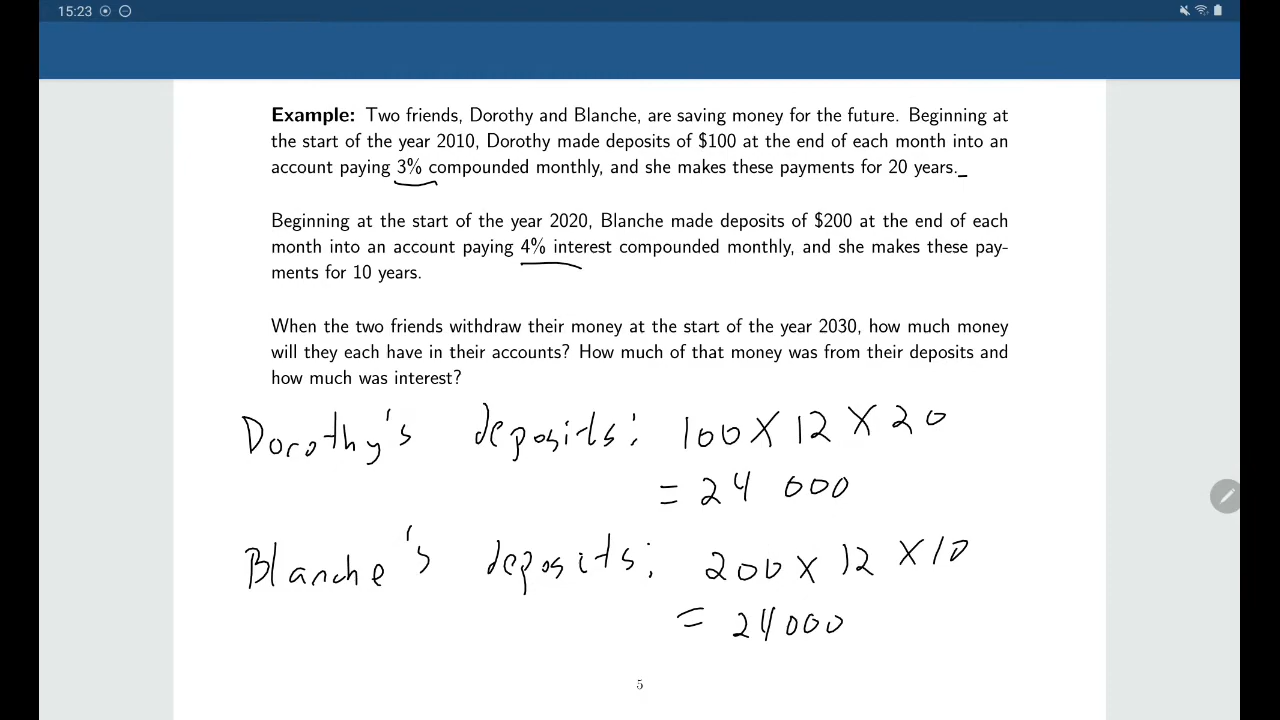 15:23
Example: Two friends, Dorothy and Blanche, are saving money for the future. Beginning at
the start of the year 2010, Dorothy made deposits of $100 at the end of each month into an
account paying 3% compounded monthly, and she makes these payments for 20 years.
Beginning at the start of the year 2020, Blanche made deposits of $200 at the end of each
month into an account paying 4% interest compounded monthly, and she makes these pay-
ments for 10 years.
When the two friends withdraw their money at the start of the year 2030, how much money
will they each have in their accounts? How much of that money was from their deposits and
how much was interest?
Dorothy's deposits: 100 X 12 X 20
= 24 000
Blanche's deposits: 200 X 12 X 10
= 24000
5